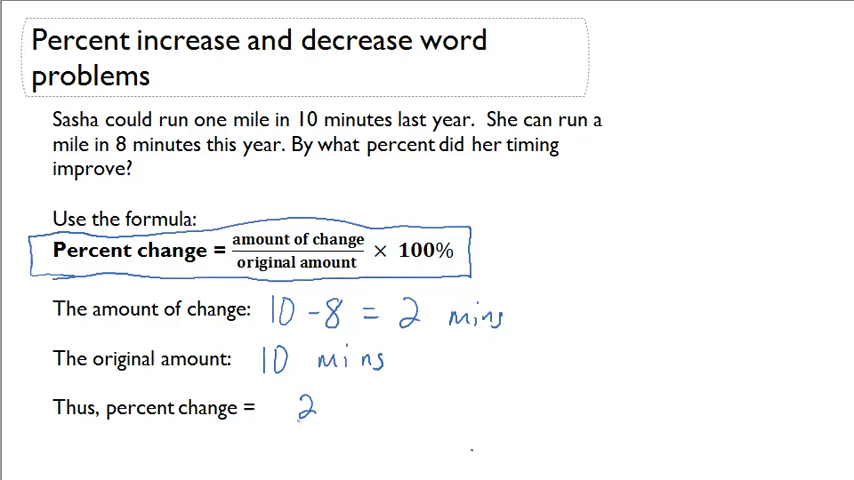 Percent increase and decrease word
problems
Sasha could run one mile in 10 minutes last year. She can run a
mile in 8 minutes this year. By what percent did her timing
improve?
Use the formula:
Percent change = amount of change / original amount × 100%
The amount of change: 10 - 8 = 2 mins
The original amount: 10 mins
Thus, percent change = 2